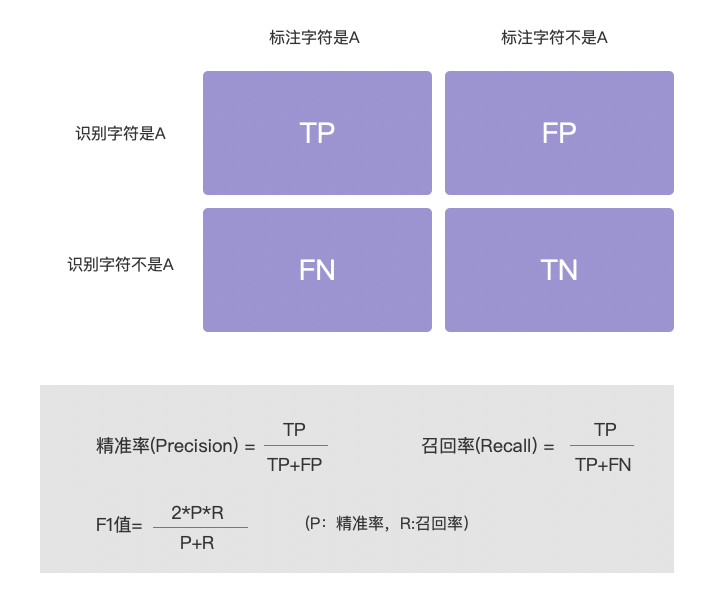 标注字符是A 标注字符不是A
识别字符是A TP FP
识别字符不是A FN TN
精准率(Precision) = TP
TP+FP
召回率(Recall) = TP
TP+FN
F1值= 2*P*R
P+R
(P：精准率，R:召回率)